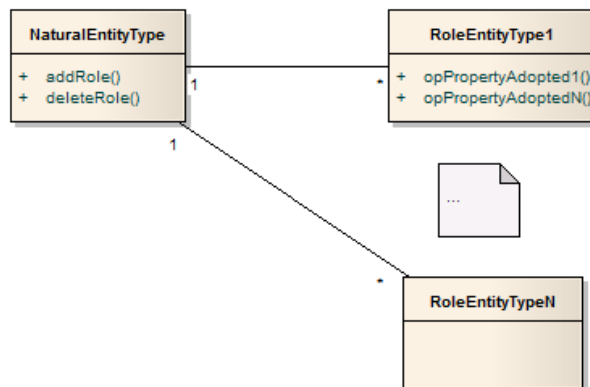 NaturalEntityType
+ addRole()
+ deleteRole()
RoleEntityType1
+ opPropertyAdopted1()
+ opPropertyAdoptedN()
1
*
1
...
*
RoleEntityTypeN